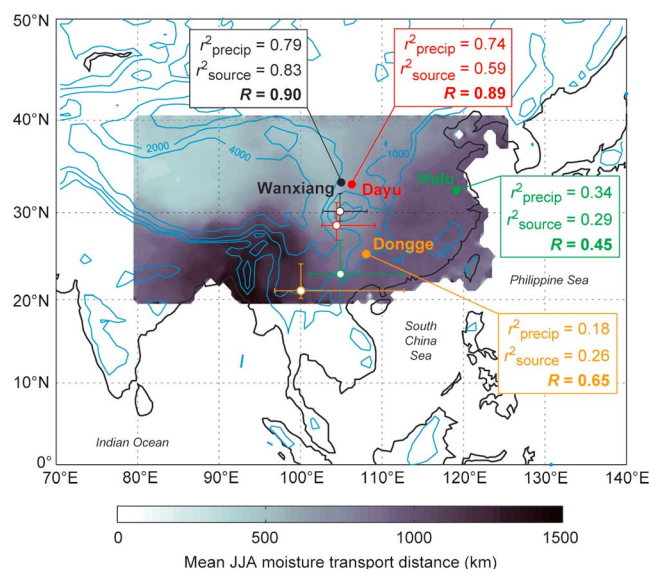 50°N
40°N
30°N
20°N
10°N
0°
r²precip = 0.79
r²source = 0.83
R = 0.90
r²precip = 0.74
r²source = 0.59
R = 0.89
2000
4000
1000
Wanxiang
Dayu
Hulu
r²precip = 0.34
r²source = 0.29
R = 0.45
Dongge
Philippine Sea
South
China
Sea
r²precip = 0.18
r²source = 0.26
R = 0.65
Indian Ocean
70°E 80°E 90°E 100°E 110°E 120°E 130°E 140°E
0 500 1000 1500
Mean JJA moisture transport distance (km)